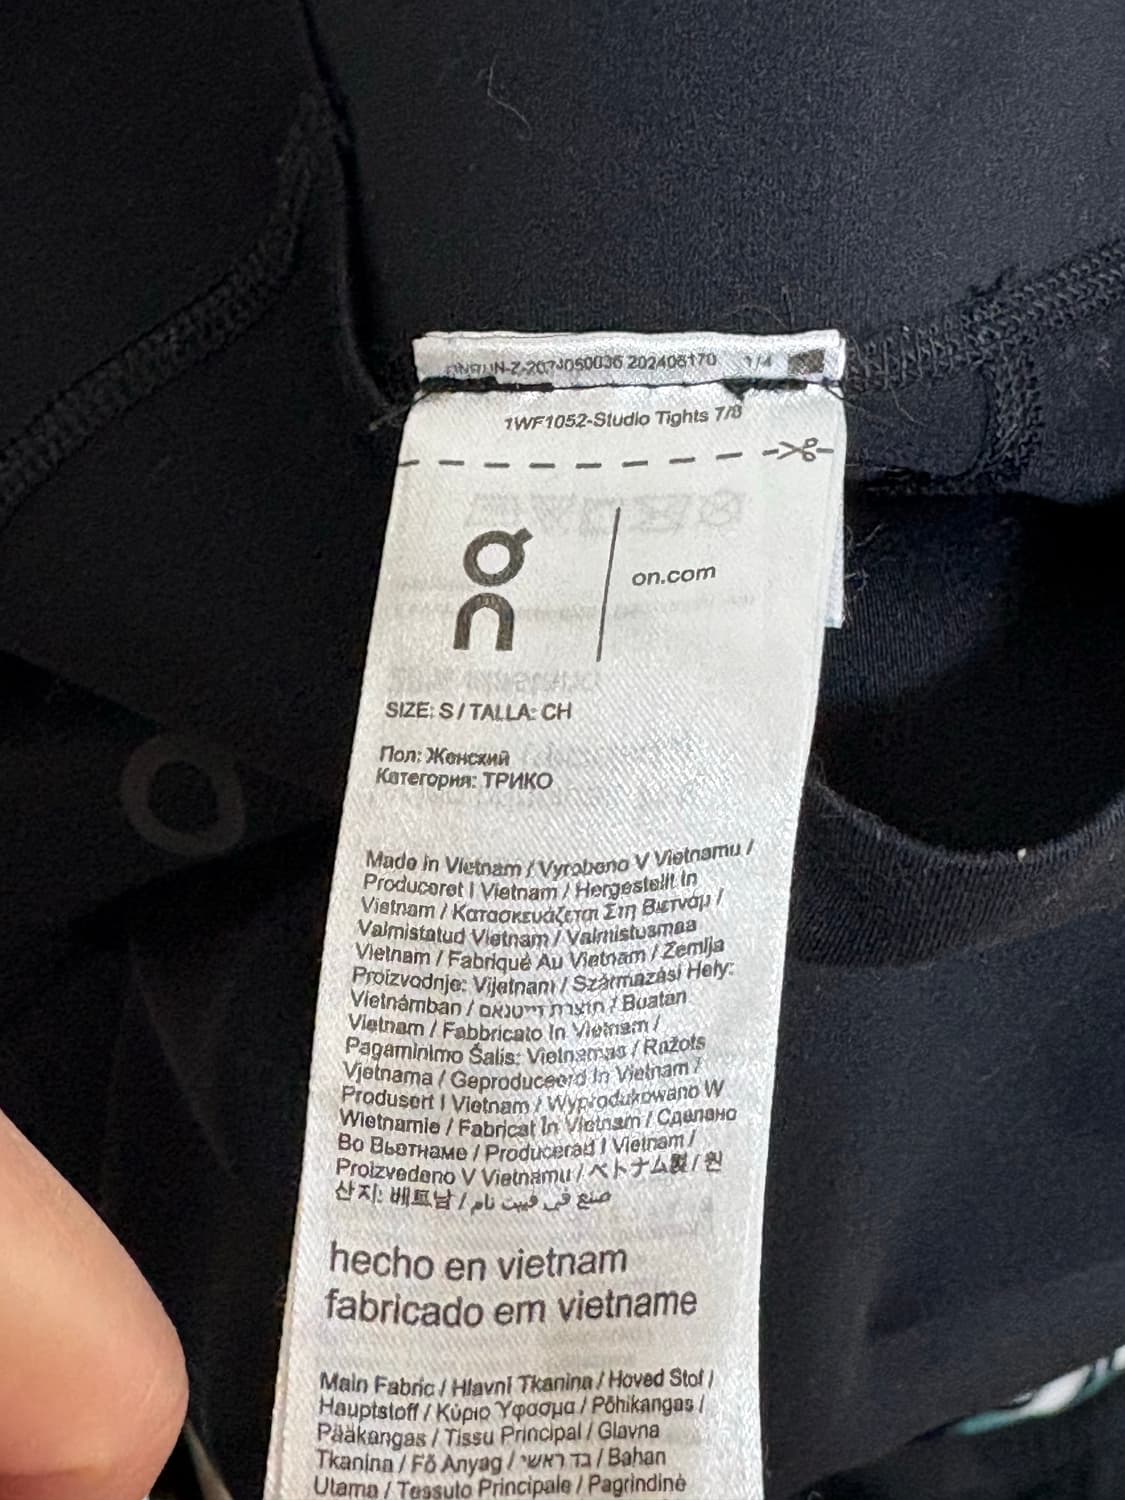 202406170 1/4
1WF1052-Studio Tights 7/8
on
on.com
SIZE: S / TALLA: CH
Пол: Женский
Категория: ТРИКО
Made In Vietnam / Vyrobeno V Vietnamu /
Produceret I Vietnam / Hergestellt In
Vietnam / Κατασκευάζεται Στη Βιετνάμ /
Valmistatud Vietnam / Valmistusmaa
Vietnam / Fabriqué Au Vietnam / Zemlja
Proizvodnje: Vijetnam / Származási Hely:
Vietnámban / תוצרת וייטנאם / Buatan
Vietnam / Fabbricato In Vietnam /
Pagaminimo Šalis: Vietnamas / Ražots
Vjetnama / Geproduceerd In Vietnam /
Produsert I Vietnam / Wyprodukowano W
Wietnamie / Fabricat În Vietnam / Сделано
Во Вьетнаме / Producerad I Vietnam /
Proizvedeno V Vietnamu / ベトナム製 / 원
산지: 베트남 / صنع في فييت نام
hecho en vietnam
fabricado em vietname
Main Fabric / Hlavní Tkanina / Hoved Stof /
Hauptstoff / Κύριο Ύφασμα / Põhikangas /
Pääkangas / Tissu Principal / Glavna
Tkanina / Fő Anyag / בד ראשי / Bahan
Utama / Tessuto Principale / Pagrindinė